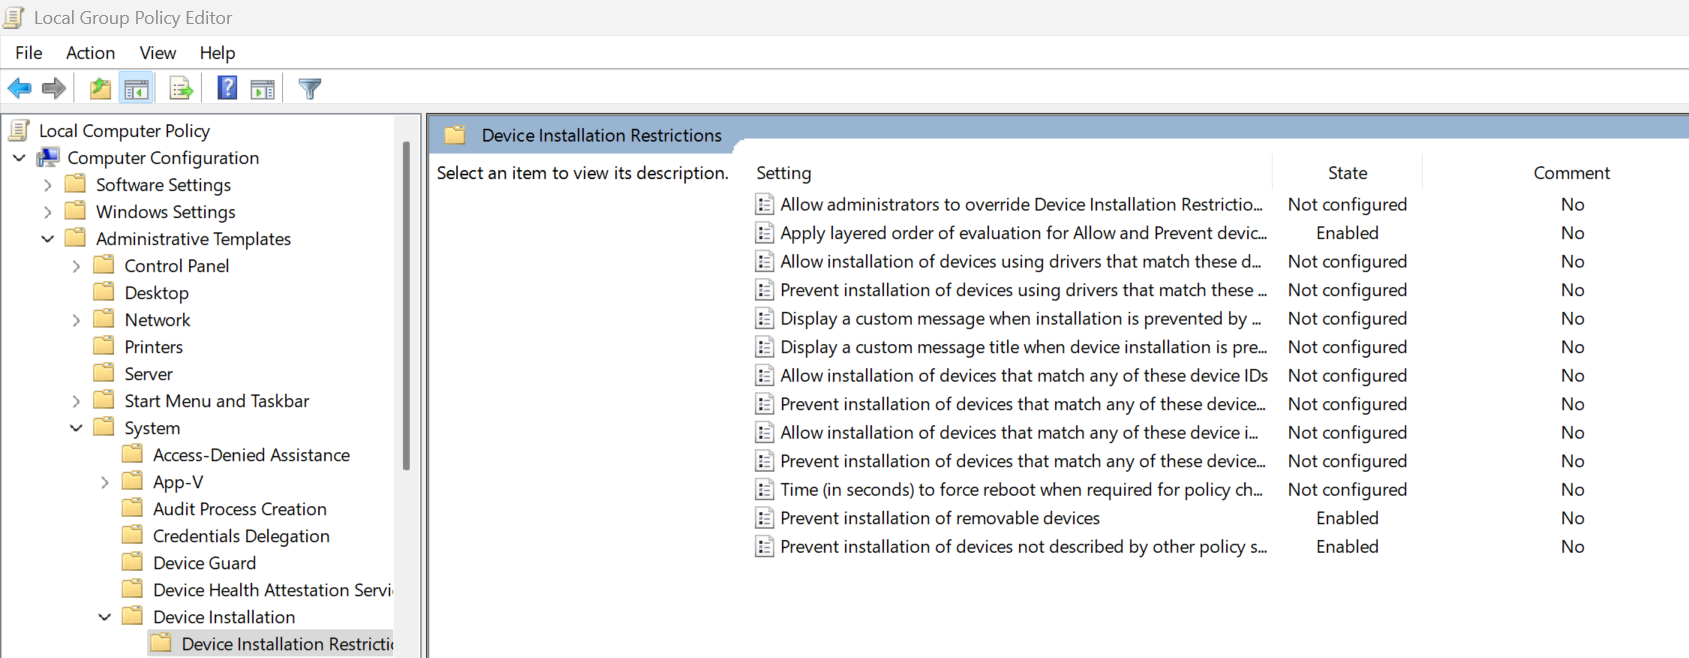 Local Group Policy Editor
File Action View Help
Local Computer Policy
Computer Configuration
Software Settings
Windows Settings
Administrative Templates
Control Panel
Desktop
Network
Printers
Server
Start Menu and Taskbar
System
Access-Denied Assistance
App-V
Audit Process Creation
Credentials Delegation
Device Guard
Device Health Attestation Servi
Device Installation
Device Installation Restricti
Device Installation Restrictions
Select an item to view its description.
Setting State Comment
Allow administrators to override Device Installation Restrictio... Not configured No
Apply layered order of evaluation for Allow and Prevent devic... Enabled No
Allow installation of devices using drivers that match these d... Not configured No
Prevent installation of devices using drivers that match these ... Not configured No
Display a custom message when installation is prevented by ... Not configured No
Display a custom message title when device installation is pre... Not configured No
Allow installation of devices that match any of these device IDs Not configured No
Prevent installation of devices that match any of these device... Not configured No
Allow installation of devices that match any of these device i... Not configured No
Prevent installation of devices that match any of these device... Not configured No
Time (in seconds) to force reboot when required for policy ch... Not configured No
Prevent installation of removable devices Enabled No
Prevent installation of devices not described by other policy s... Enabled No